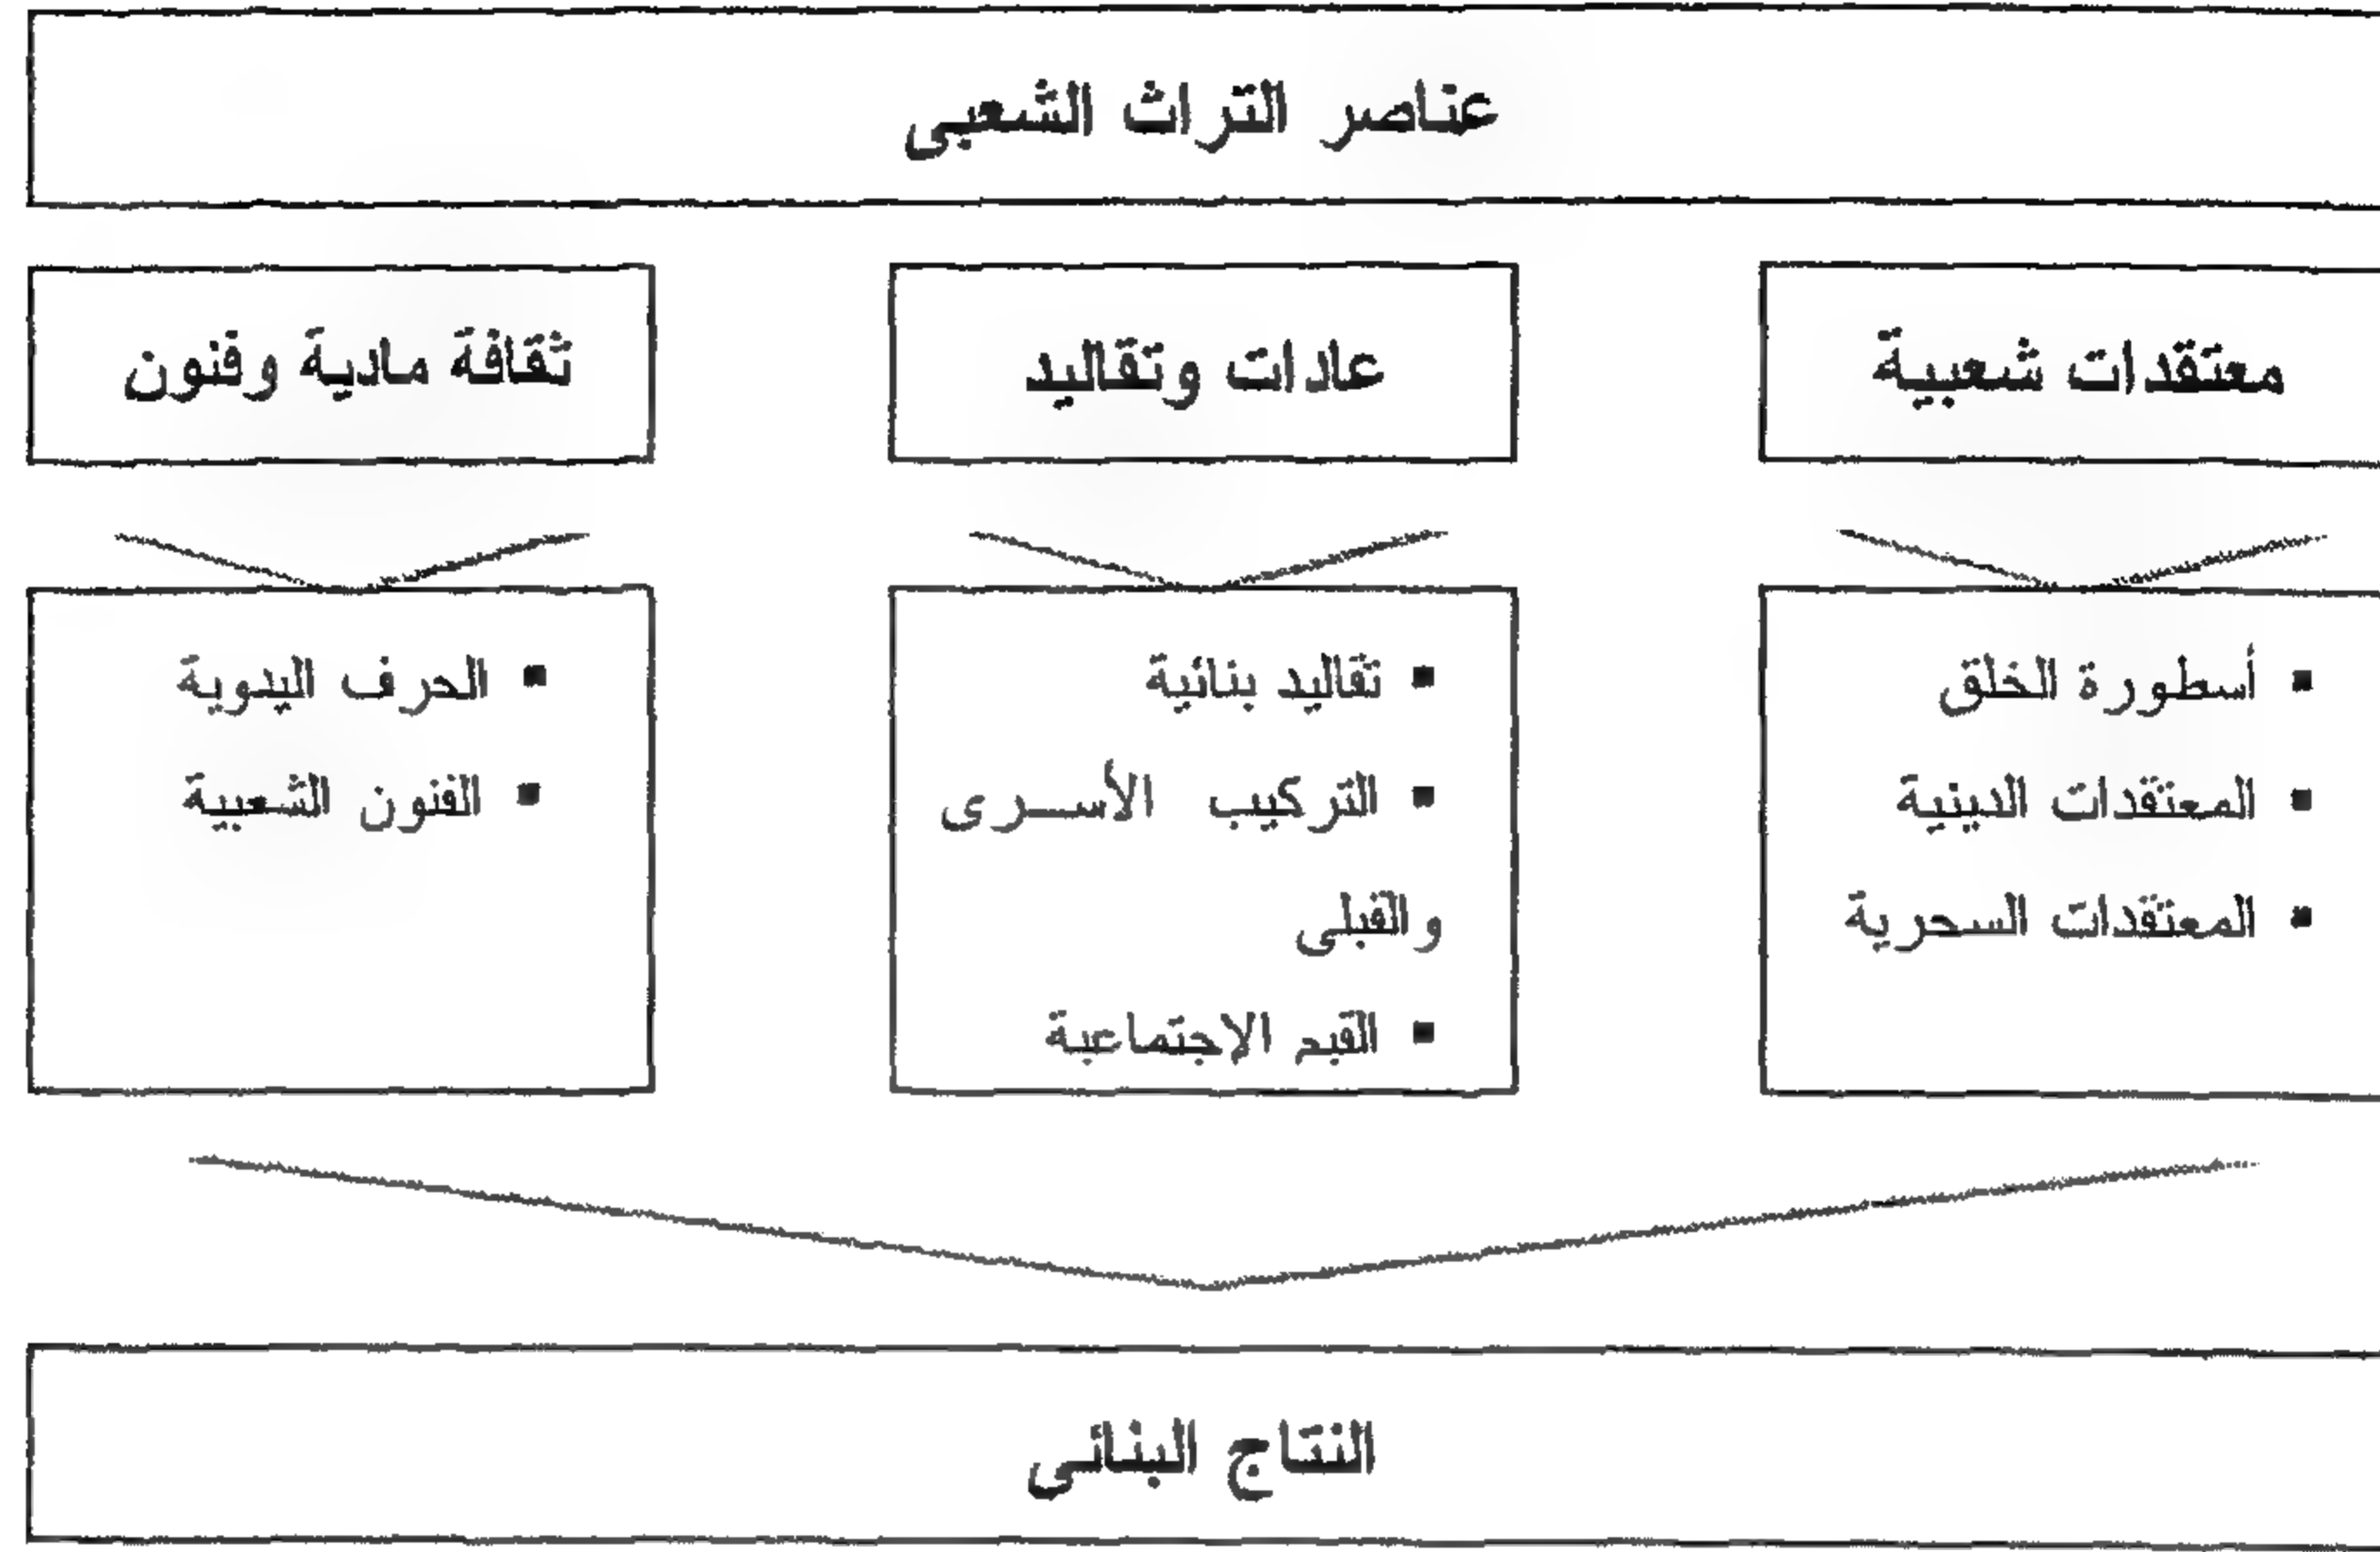 عناصر التراث الشعبى
معتقدات شعبية
عادات وتقاليد
ثقافة مادية وفنون
▪ أسطورة الخلق
▪ المعتقدات الدينية
▪ المعتقدات السحرية
▪ تقاليد بنائية
▪ التركيب الأســرى
والقبلى
▪ القيم الاجتماعية
▪ الحرف اليدوية
▪ الفنون الشعبية
النتاج البنائى